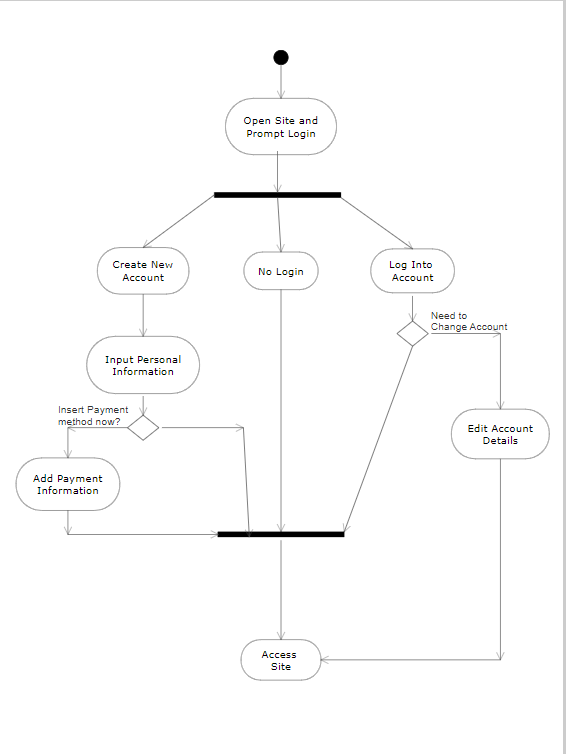 Open Site and
Prompt Login
Create New
Account
No Login
Log Into
Account
Need to
Change Account
Input Personal
Information
Insert Payment
method now?
Edit Account
Details
Add Payment
Information
Access
Site